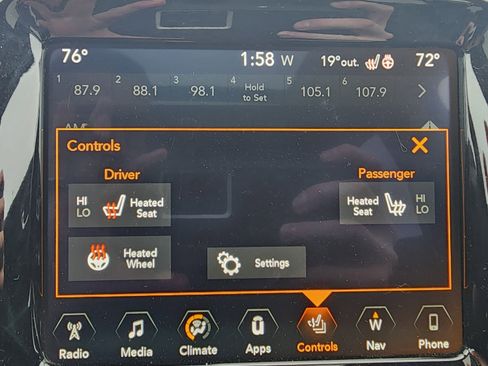 76° 1:58 W 19°out. 72°
1 87.9 2 88.1 3 98.1 4 Hold to Set 5 105.1 6 107.9
AM
Controls
Driver Passenger
HI LO Heated Seat Heated Seat HI LO
Heated Wheel Settings
Radio Media Climate Apps Controls W Nav Phone